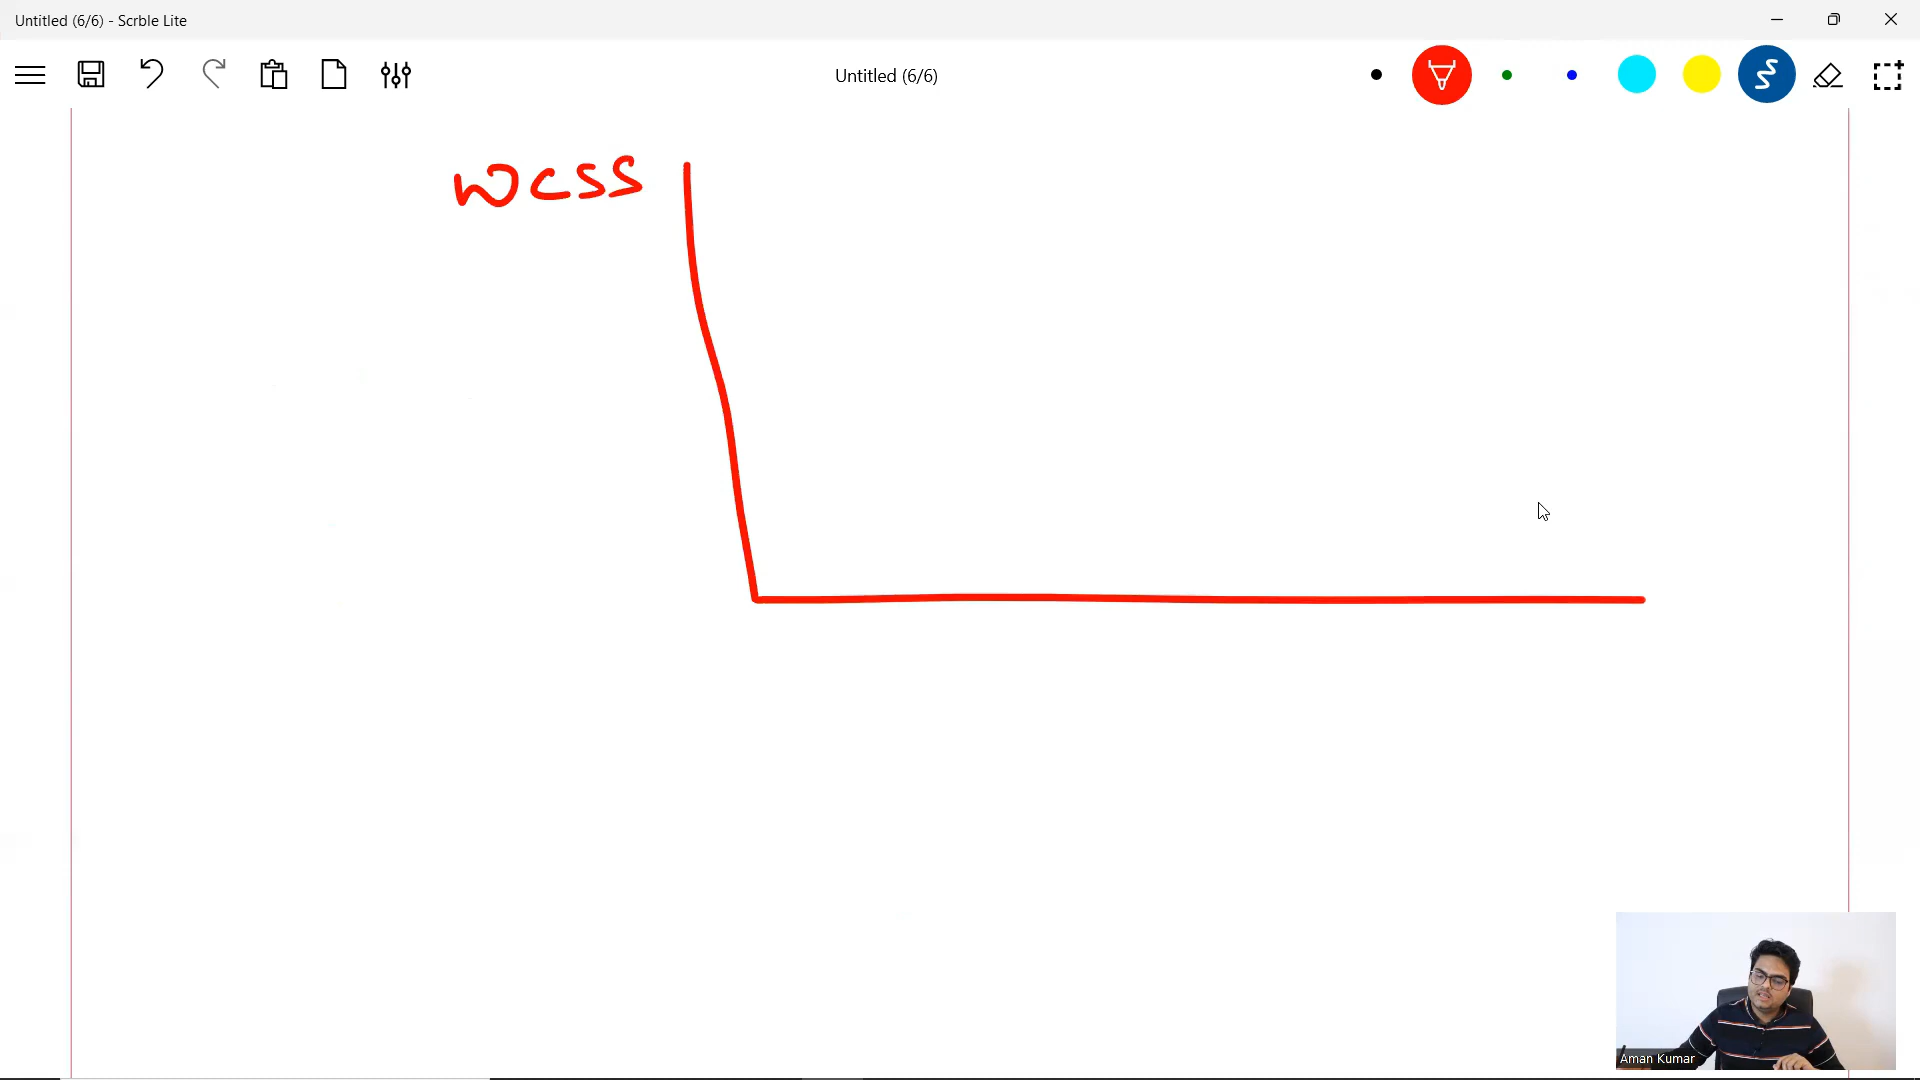 Untitled (6/6) - Scrble Lite
Untitled (6/6)
WCSS
Aman Kumar